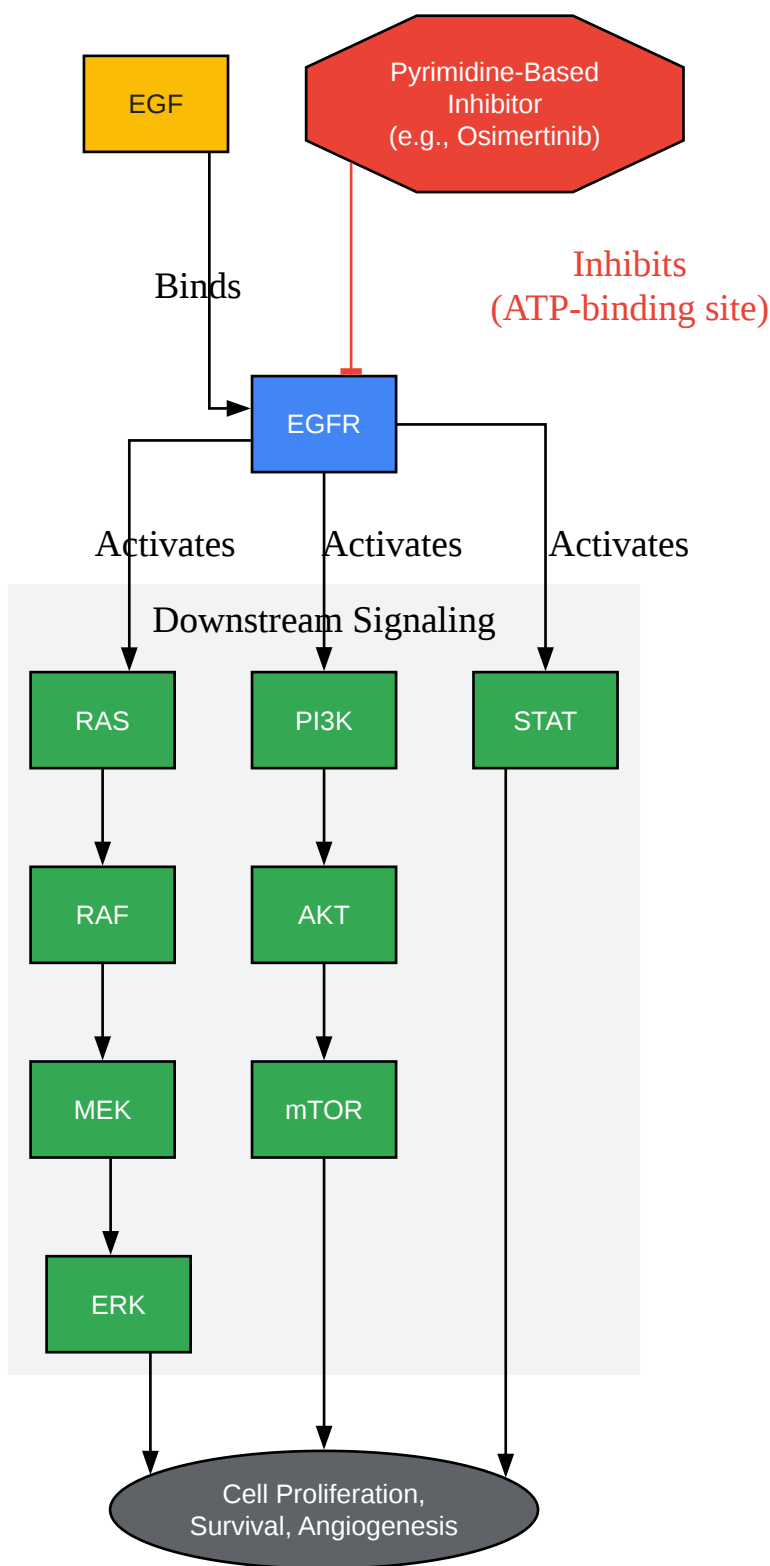 EGF
Pyrimidine-Based
Inhibitor
(e.g., Osimertinib)
Binds
Inhibits
(ATP-binding site)
EGFR
Activates
Activates
Activates
Downstream Signaling
RAS
PI3K
STAT
RAF
AKT
MEK
mTOR
ERK
Cell Proliferation,
Survival, Angiogenesis